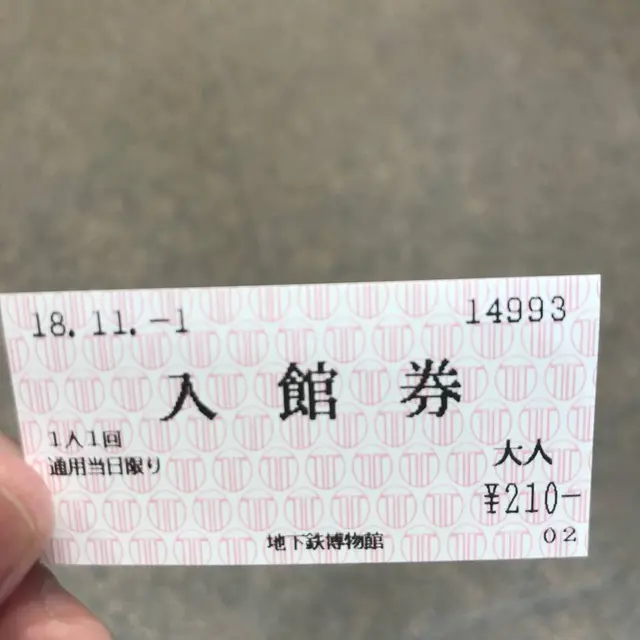 18.11.-1 14993
入館券
1人1回
通用当日限り
大人
¥210-
地下鉄博物館
02